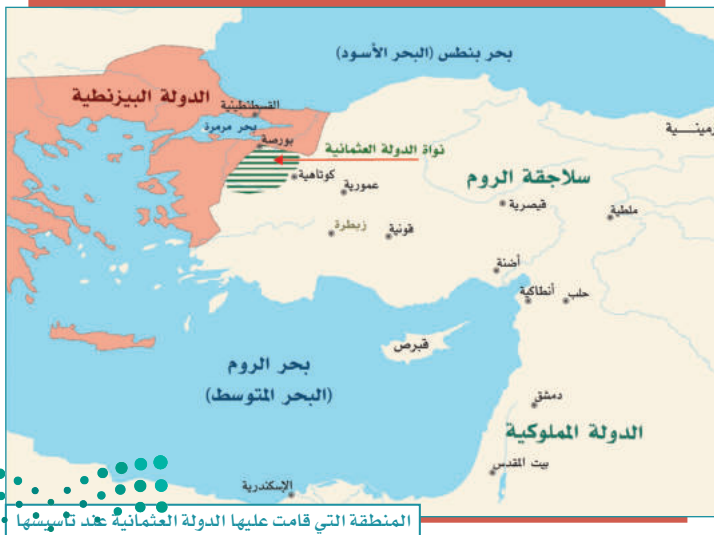 بحر بنطس (البحر الأسود)
الدولة البيزنطية
القسطنطينية
بحر مرمرة
بورصة
نواة الدولة العثمانية
كوتاهية
عمورية
سلاجقة الروم
رمينـــية
قيصرية
ملطية
زبطرة
قونية
أضنة
أنطاكية
حلب
قبرص
بحر الروم
(البحر المتوسط)
دمشق
الدولة المملوكية
بيت المقدس
الإسكندرية
المنطقة التي قامت عليها الدولة العثمانية عند تأسيسها